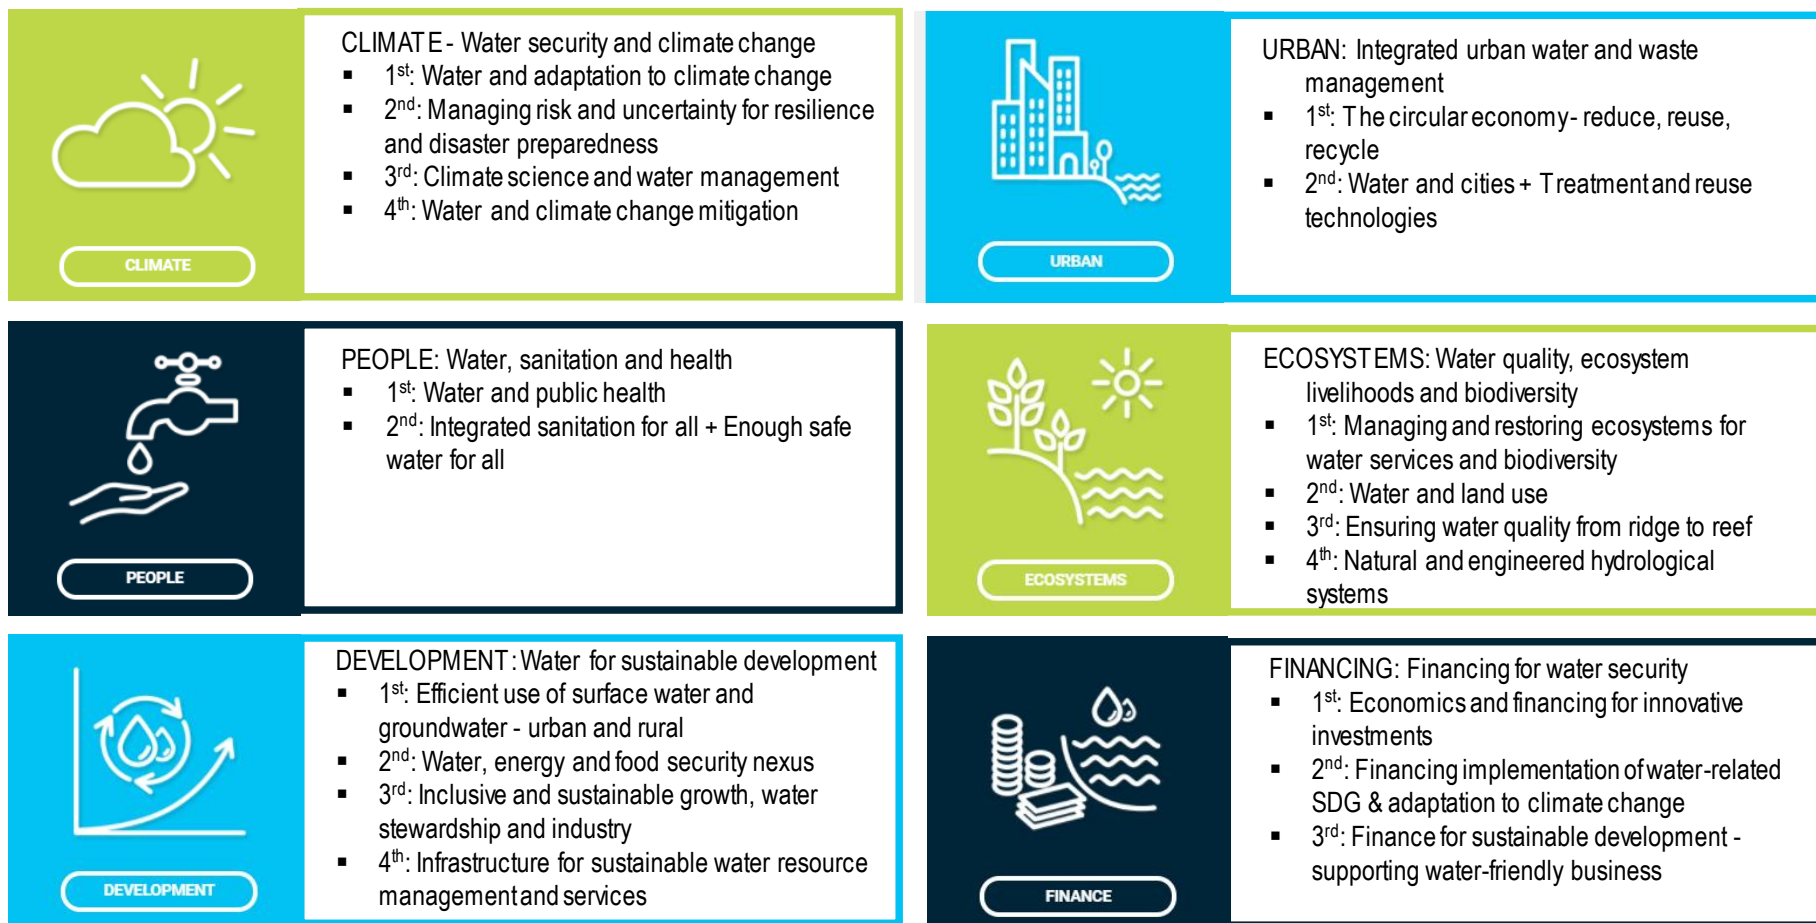 CLIMATE - Water security and climate change
▪ 1st: Water and adaptation to climate change
▪ 2nd: Managing risk and uncertainty for resilience
and disaster preparedness
▪ 3rd: Climate science and water management
▪ 4th: Water and climate change mitigation
CLIMATE
URBAN: Integrated urban water and waste
management
▪ 1st: The circular economy- reduce, reuse,
recycle
▪ 2nd: Water and cities + Treatment and reuse
technologies
URBAN
PEOPLE: Water, sanitation and health
▪ 1st: Water and public health
▪ 2nd: Integrated sanitation for all + Enough safe
water for all
PEOPLE
ECOSYSTEMS: Water quality, ecosystem
livelihoods and biodiversity
▪ 1st: Managing and restoring ecosystems for
water services and biodiversity
▪ 2nd: Water and land use
▪ 3rd: Ensuring water quality from ridge to reef
▪ 4th: Natural and engineered hydrological
systems
ECOSYSTEMS
DEVELOPMENT: Water for sustainable development
▪ 1st: Efficient use of surface water and
groundwater - urban and rural
▪ 2nd: Water, energy and food security nexus
▪ 3rd: Inclusive and sustainable growth, water
stewardship and industry
▪ 4th: Infrastructure for sustainable water resource
management and services
DEVELOPMENT
FINANCING: Financing for water security
▪ 1st: Economics and financing for innovative
investments
▪ 2nd: Financing implementation of water-related
SDG & adaptation to climate change
▪ 3rd: Finance for sustainable development -
supporting water-friendly business
FINANCE